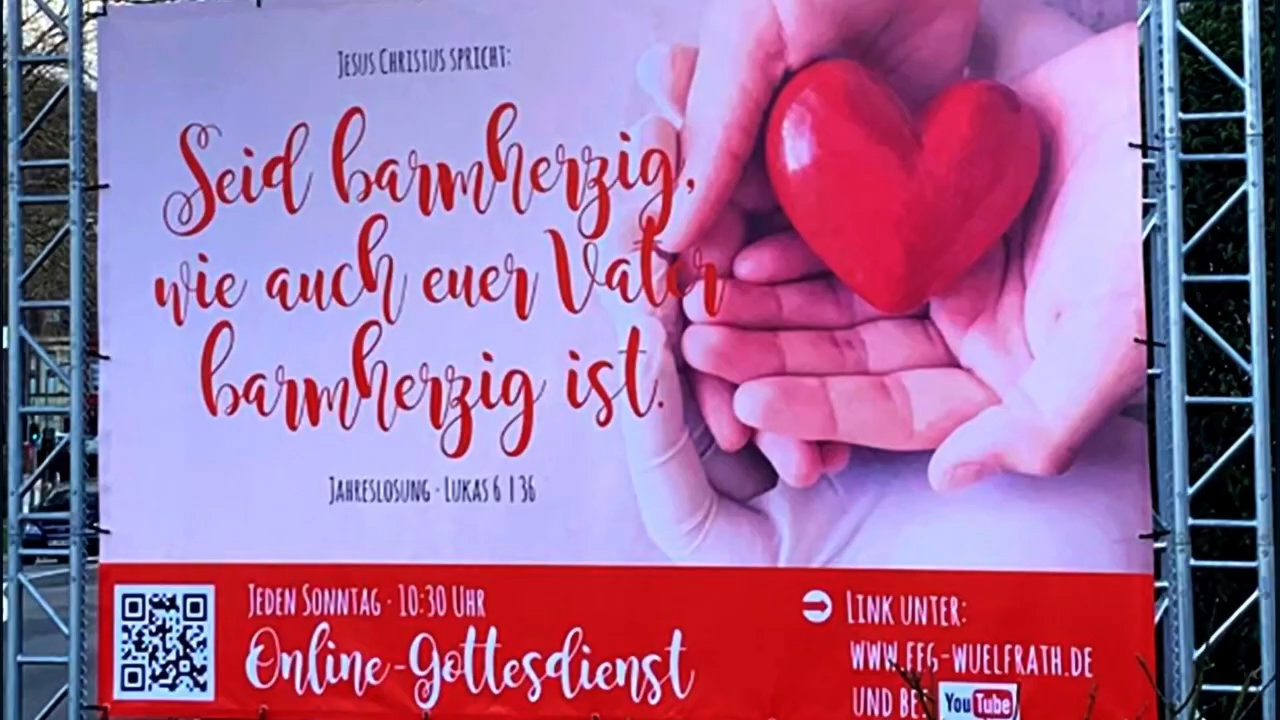 JESUS CHRISTUS SPRICHT:
Seid barmherzig,
wie auch euer Vater
barmherzig ist.
JAHRESLOSUNG · LUKAS 6 | 36
JEDEN SONNTAG · 10:30 UHR
Online-Gottesdienst
LINK UNTER:
WWW.EFG-WUELFRATH.DE
UND BEI YouTube